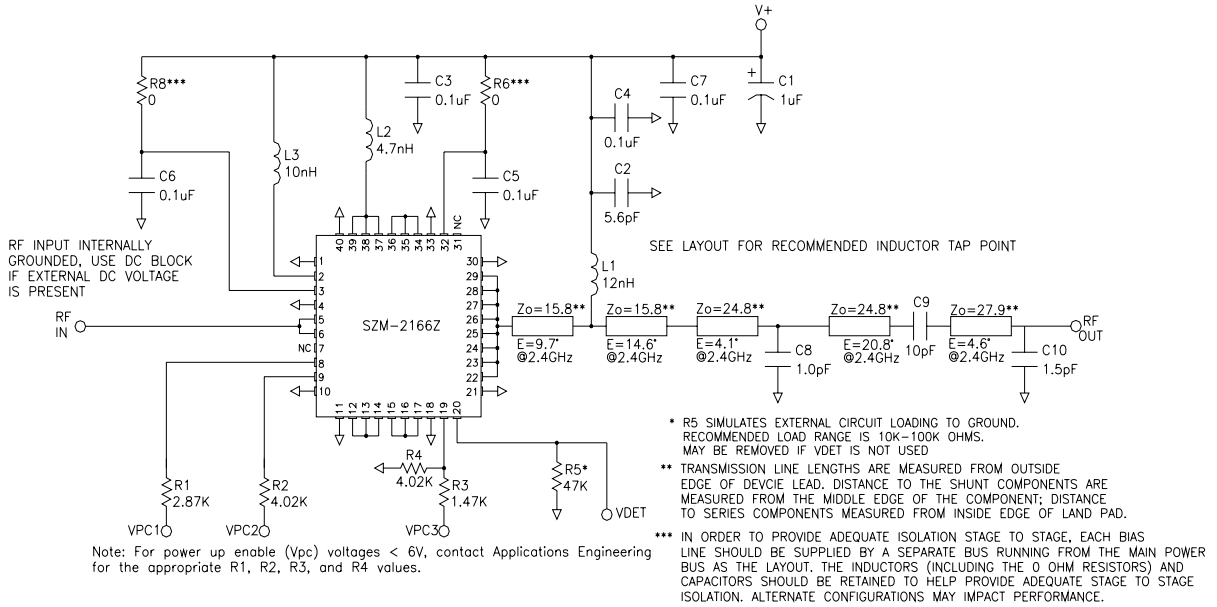 V+
R8***
0
C3
0.1uF
R6***
0
C7
0.1uF
C1
+
1uF
C4
0.1uF
L2
4.7nH
L3
10nH
C6
0.1uF
C5
0.1uF
C2
5.6pF
RF INPUT INTERNALLY
GROUNDED, USE DC BLOCK
IF EXTERNAL DC VOLTAGE
IS PRESENT
40 39 38 37 36 35 34 33 32 31 NC
SEE LAYOUT FOR RECOMMENDED INDUCTOR TAP POINT
L1
12nH
1
2
3
4
5
6
NC 7
8
9
10
30
29
28
27
26
25
24
23
22
21
SZM-2166Z
RF
IN
Zo=15.8**
E=9.7°
@2.4GHz
Zo=15.8**
E=14.6°
@2.4GHz
Zo=24.8**
E=4.1°
@2.4GHz
C8
1.0pF
Zo=24.8**
E=20.8°
@2.4GHz
C9
10pF
Zo=27.9**
E=4.6°
@2.4GHz
RF
OUT
C10
1.5pF
11 12 13 14 15 16 17 18 19 20
R1
2.87K
VPC1
R2
4.02K
VPC2
R4
4.02K
R3
1.47K
VPC3
R5*
47K
VDET
* R5 SIMULATES EXTERNAL CIRCUIT LOADING TO GROUND.
RECOMMENDED LOAD RANGE IS 10K-100K OHMS.
MAY BE REMOVED IF VDET IS NOT USED
** TRANSMISSION LINE LENGTHS ARE MEASURED FROM OUTSIDE
EDGE OF DEVCIE LEAD. DISTANCE TO THE SHUNT COMPONENTS ARE
MEASURED FROM THE MIDDLE EDGE OF THE COMPONENT; DISTANCE
TO SERIES COMPONENTS MEASURED FROM INSIDE EDGE OF LAND PAD.
*** IN ORDER TO PROVIDE ADEQUATE ISOLATION STAGE TO STAGE, EACH BIAS
LINE SHOULD BE SUPPLIED BY A SEPARATE BUS RUNNING FROM THE MAIN POWER
BUS AS THE LAYOUT. THE INDUCTORS (INCLUDING THE 0 OHM RESISTORS) AND
CAPACITORS SHOULD BE RETAINED TO HELP PROVIDE ADEQUATE STAGE TO STAGE
ISOLATION. ALTERNATE CONFIGURATIONS MAY IMPACT PERFORMANCE.
Note: For power up enable (Vpc) voltages < 6V, contact Applications Engineering
for the appropriate R1, R2, R3, and R4 values.